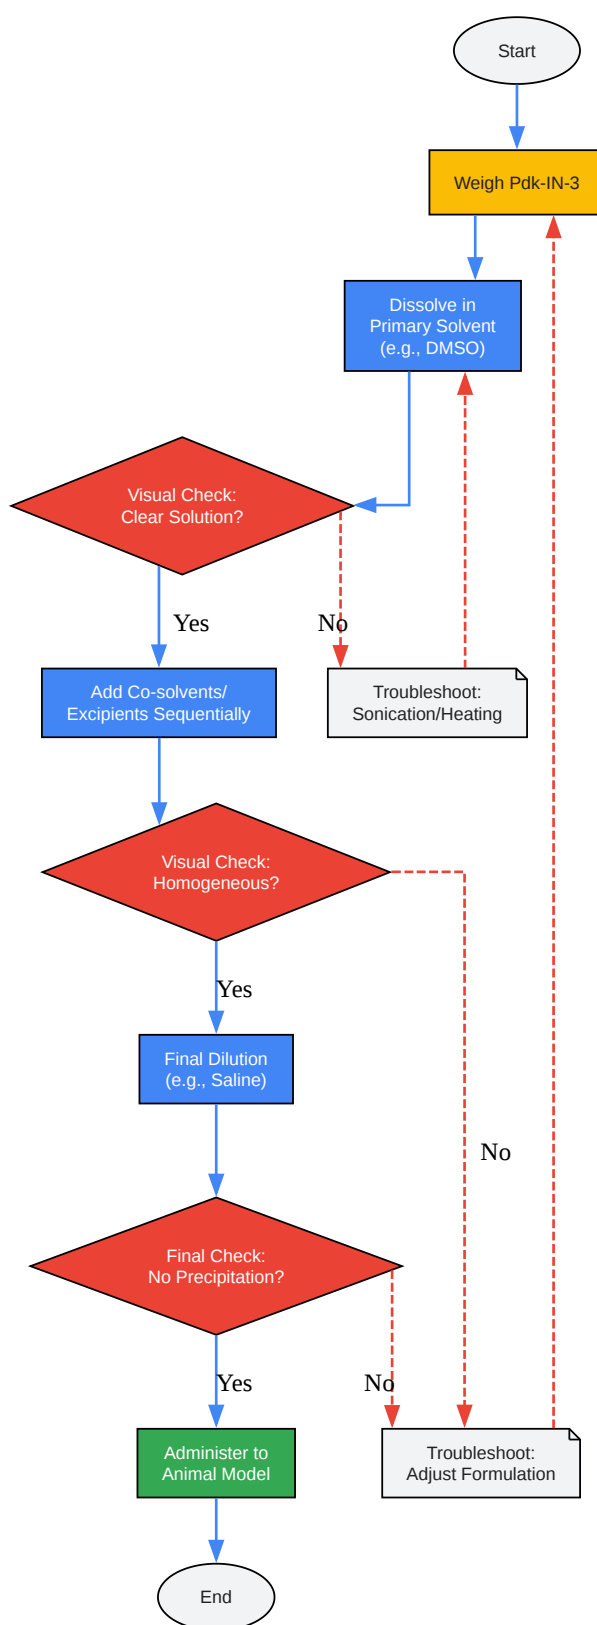 Start
Weigh Pdk-IN-3
Dissolve in
Primary Solvent
(e.g., DMSO)
Visual Check:
Clear Solution?
Yes
No
Add Co-solvents/
Excipients Sequentially
Troubleshoot:
Sonication/Heating
Visual Check:
Homogeneous?
Yes
Final Dilution
(e.g., Saline)
No
Final Check:
No Precipitation?
Yes
No
Administer to
Animal Model
Troubleshoot:
Adjust Formulation
End